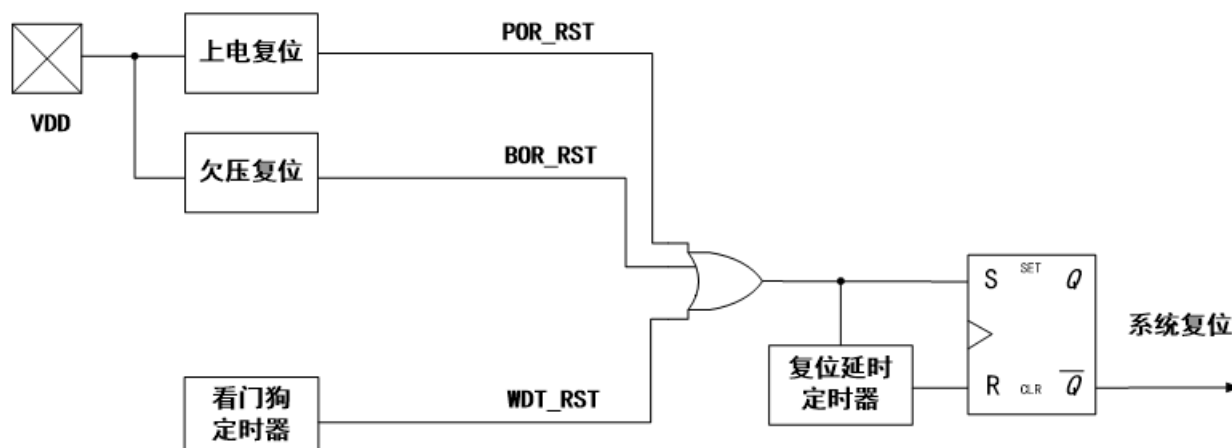 上电复位
POR_RST
VDD
欠压复位
BOR_RST
S
SET
Q
系统复位
复位延时
定时器
R
CLR
Q
看门狗
定时器
WDT_RST